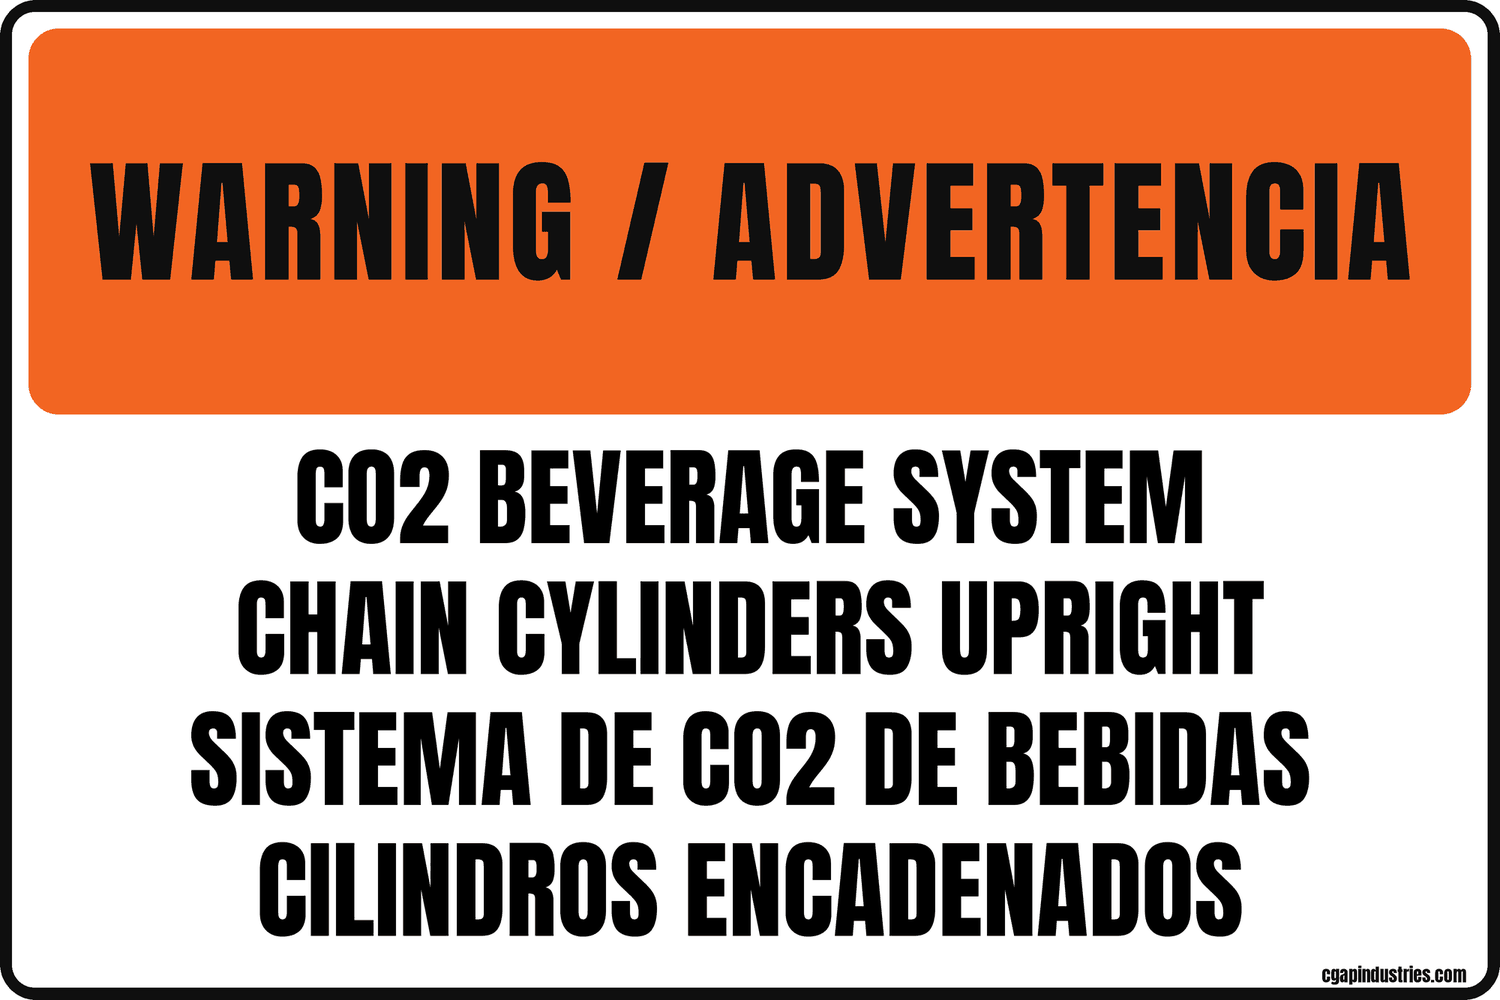 WARNING / ADVERTENCIA
CO2 BEVERAGE SYSTEM
CHAIN CYLINDERS UPRIGHT
SISTEMA DE CO2 DE BEBIDAS
CILINDROS ENCADENADOS
cgapindustries.com